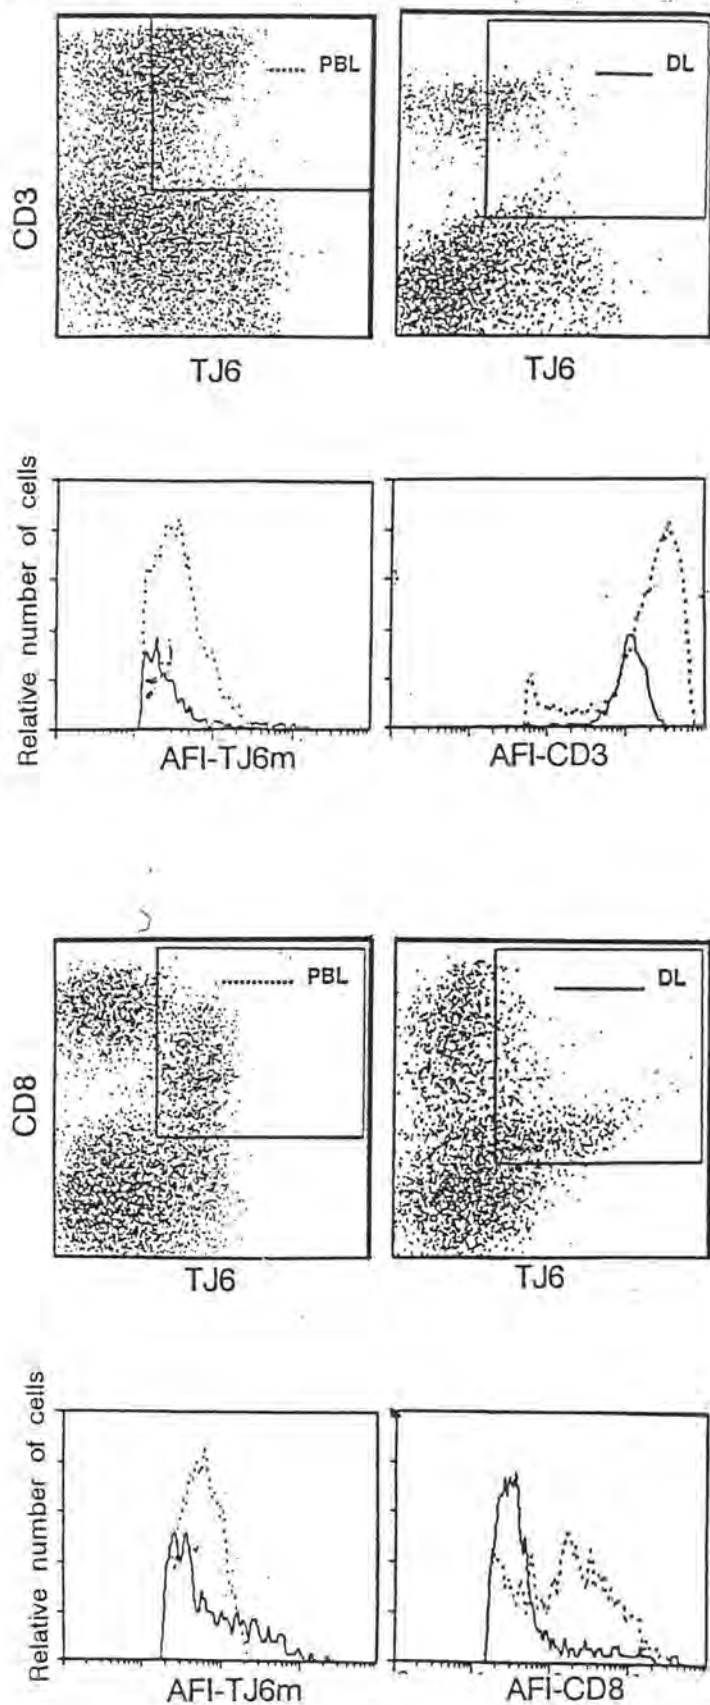 PBL
DL
CD3
TJ6
TJ6
Relative number of cells
AFI-TJ6m
AFI-CD3
PBL
DL
CD8
TJ6
TJ6
Relative number of cells
AFI-TJ6m
AFI-CD8